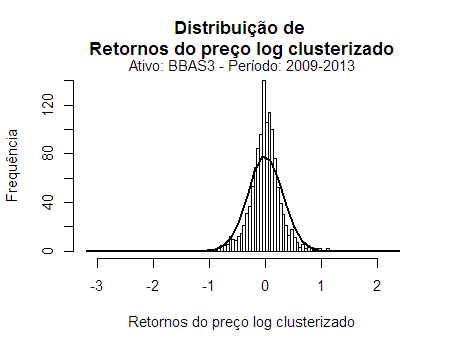 Distribuição de
Retornos do preço log clusterizado
Ativo: BBAS3 - Período: 2009-2013
Frequência
120
80
40
0
-3 -2 -1 0 1 2
Retornos do preço log clusterizado